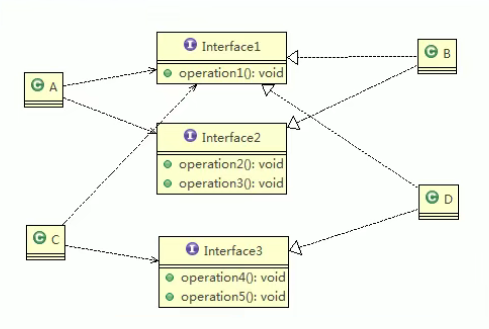 I Interface1
operation1(): void
C A
C B
I Interface2
operation2(): void
operation3(): void
C C
C D
I Interface3
operation4(): void
operation5(): void